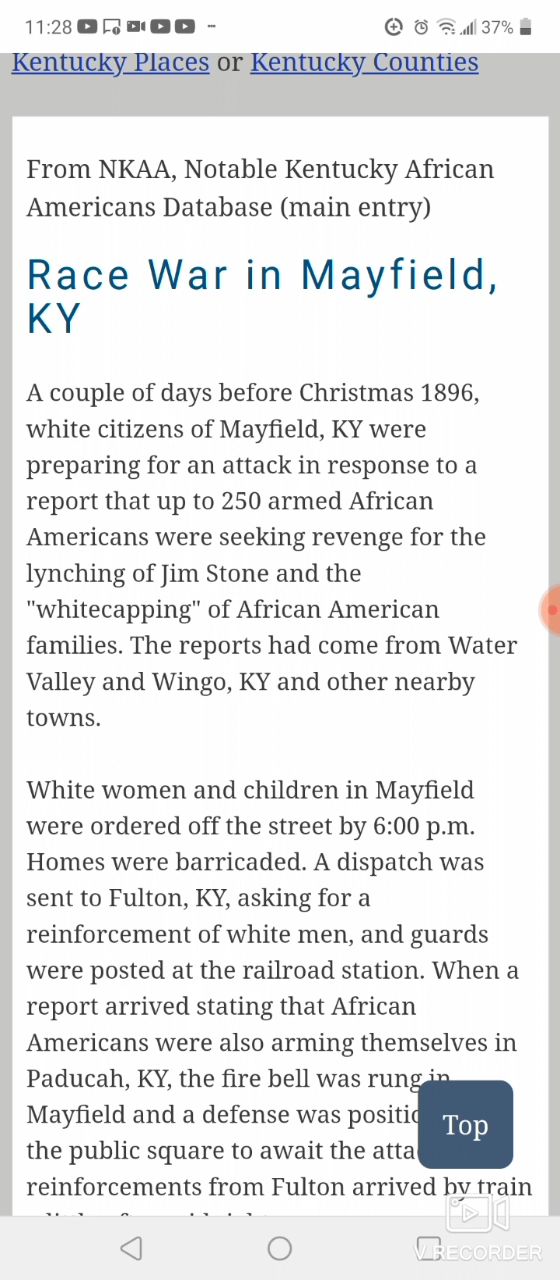 11:28
37%
Kentucky Places or Kentucky Counties
From NKAA, Notable Kentucky African
Americans Database (main entry)
Race War in Mayfield,
KY
A couple of days before Christmas 1896,
white citizens of Mayfield, KY were
preparing for an attack in response to a
report that up to 250 armed African
Americans were seeking revenge for the
lynching of Jim Stone and the
"whitecapping" of African American
families. The reports had come from Water
Valley and Wingo, KY and other nearby
towns.
White women and children in Mayfield
were ordered off the street by 6:00 p.m.
Homes were barricaded. A dispatch was
sent to Fulton, KY, asking for a
reinforcement of white men, and guards
were posted at the railroad station. When a
report arrived stating that African
Americans were also arming themselves in
Paducah, KY, the fire bell was rung in
Mayfield and a defense was
the public square to await the
reinforcements from Fulton arrived by train
Top
V RECORDER